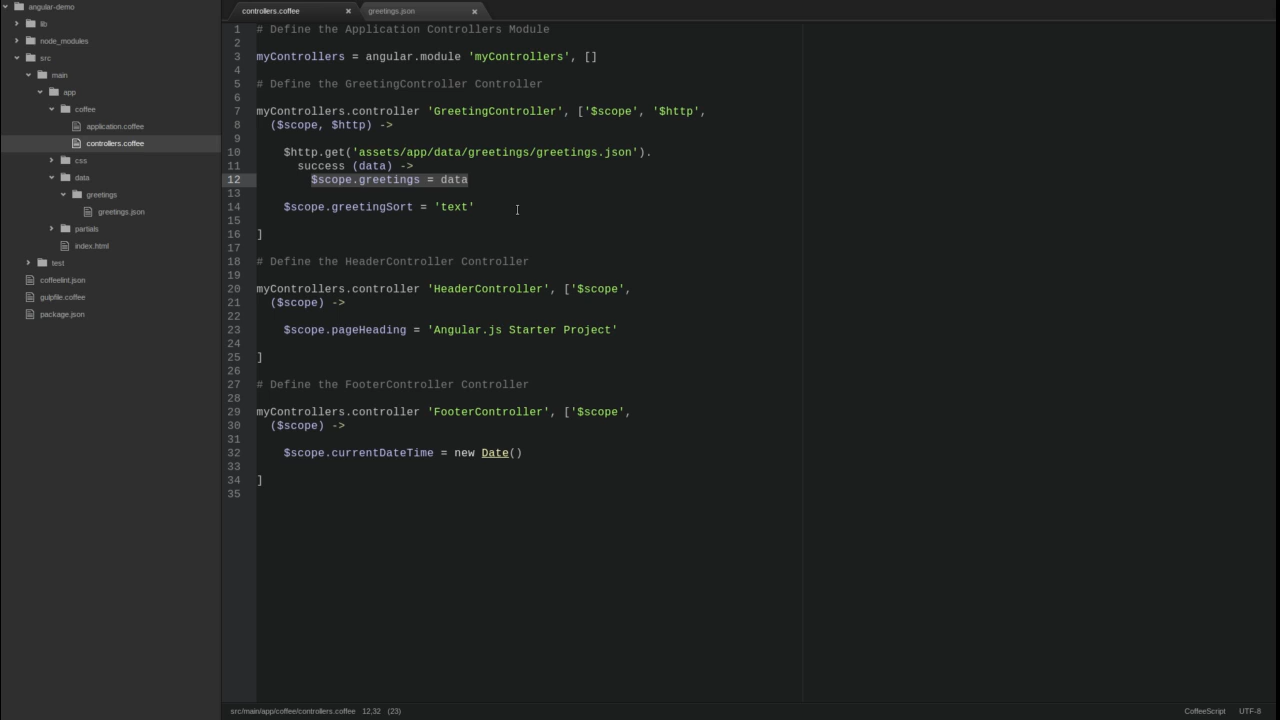 angular-demo
lib
node_modules
src
main
app
coffee
application.coffee
controllers.coffee
css
data
greetings
greetings.json
partials
index.html
test
coffeelint.json
gulpfile.coffee
package.json
controllers.coffee
greetings.json
1 # Define the Application Controllers Module
2
3 myControllers = angular.module 'myControllers', []
4
5 # Define the GreetingController Controller
6
7 myControllers.controller 'GreetingController', ['$scope', '$http',
8 ($scope, $http) ->
9
10 $http.get('assets/app/data/greetings/greetings.json').
11 success (data) ->
12 $scope.greetings = data
13
14 $scope.greetingSort = 'text'
15
16 ]
17
18 # Define the HeaderController Controller
19
20 myControllers.controller 'HeaderController', ['$scope',
21 ($scope) ->
22
23 $scope.pageHeading = 'Angular.js Starter Project'
24
25 ]
26
27 # Define the FooterController Controller
28
29 myControllers.controller 'FooterController', ['$scope',
30 ($scope) ->
31
32 $scope.currentDateTime = new Date()
33
34 ]
35
src/main/app/coffee/controllers.coffee 12,32 (23)
CoffeeScript UTF-8